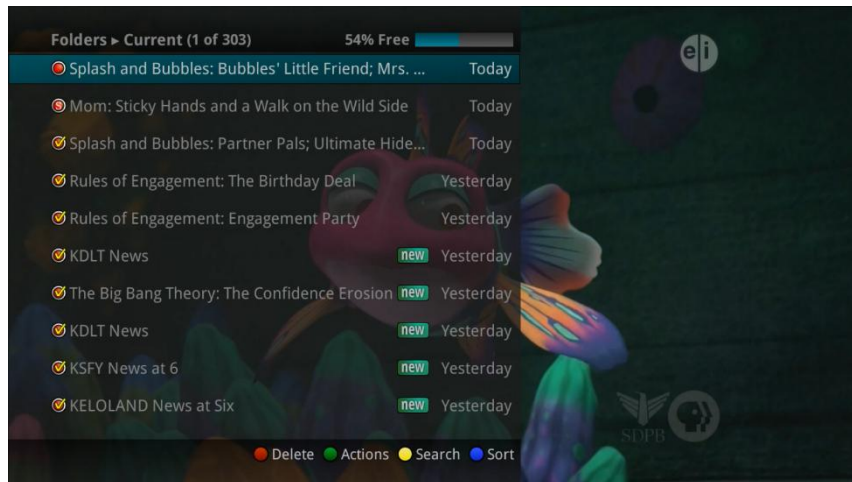 Folders ▸ Current (1 of 303) 54% Free
Splash and Bubbles: Bubbles' Little Friend; Mrs. ... Today
Mom: Sticky Hands and a Walk on the Wild Side Today
Splash and Bubbles: Partner Pals; Ultimate Hide... Today
Rules of Engagement: The Birthday Deal Yesterday
Rules of Engagement: Engagement Party Yesterday
KDLT News new Yesterday
The Big Bang Theory: The Confidence Erosion new Yesterday
KDLT News new Yesterday
KSFY News at 6 new Yesterday
KELOLAND News at Six new Yesterday
Delete Actions Search Sort
e/i
SDPB